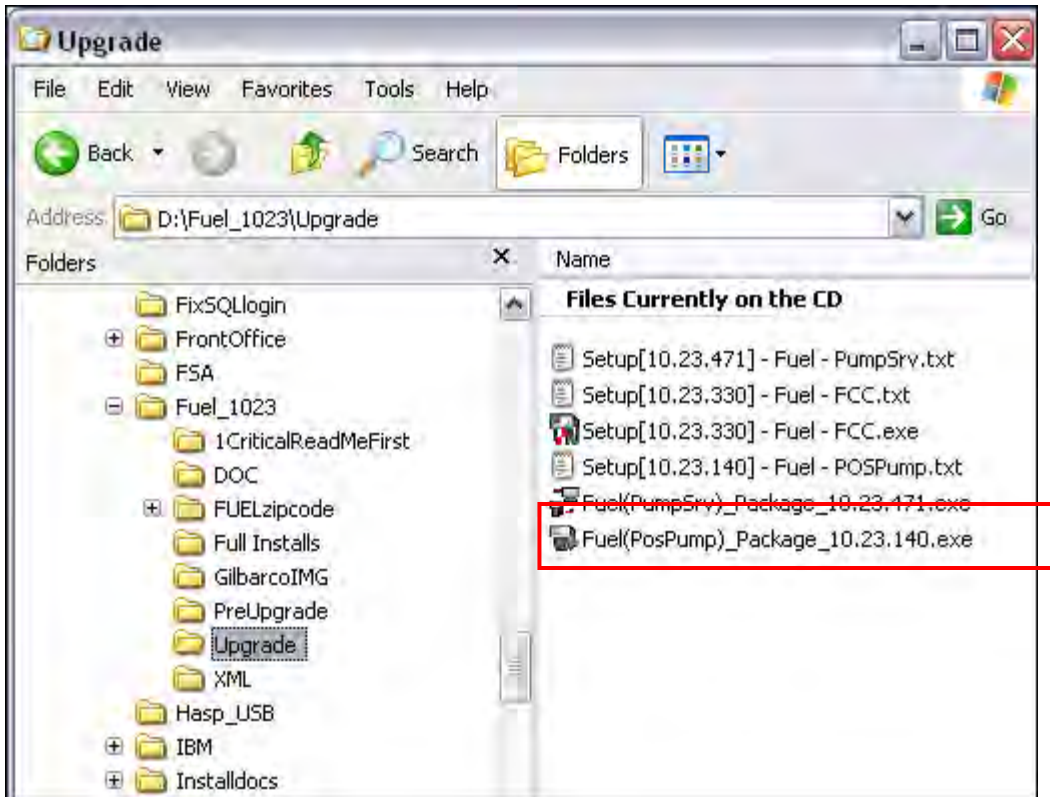 Upgrade
File Edit View Favorites Tools Help
Back Search Folders
Address D:\Fuel_1023\Upgrade Go
Folders X Name
Files Currently on the CD
FixSQLlogin
FrontOffice
FSA
Fuel_1023
1CriticalReadMeFirst
DOC
FUELzipcode
Full Installs
GilbarcoIMG
PreUpgrade
Upgrade
XML
Hasp_USB
IBM
Installdocs
Setup[10.23.471] - Fuel - PumpSrv.txt
Setup[10.23.330] - Fuel - FCC.txt
Setup[10.23.330] - Fuel - FCC.exe
Setup[10.23.140] - Fuel - POSPump.txt
Fuel(PumpSrv)_Package_10.23.471.exe
Fuel(PosPump)_Package_10.23.140.exe